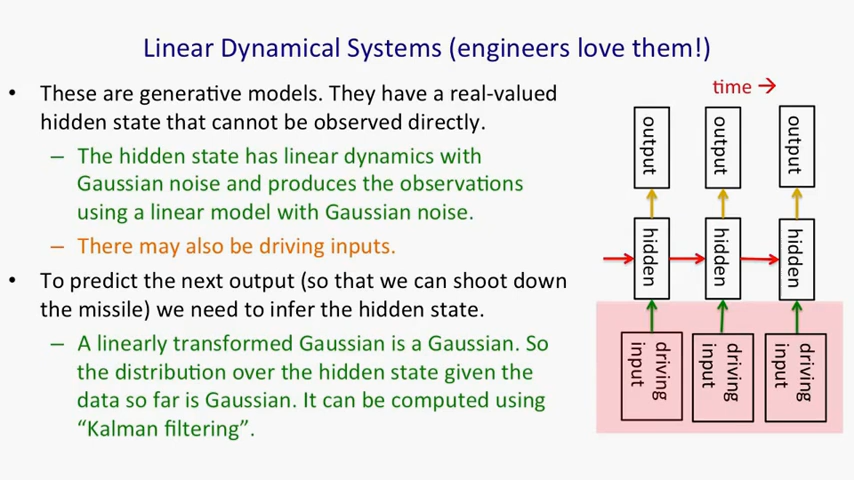 Linear Dynamical Systems (engineers love them!)
• These are generative models. They have a real-valued
hidden state that cannot be observed directly.
– The hidden state has linear dynamics with
Gaussian noise and produces the observations
using a linear model with Gaussian noise.
– There may also be driving inputs.
• To predict the next output (so that we can shoot down
the missile) we need to infer the hidden state.
– A linearly transformed Gaussian is a Gaussian. So
the distribution over the hidden state given the
data so far is Gaussian. It can be computed using
“Kalman filtering”.
time →
output
output
output
hidden
hidden
hidden
driving
input
driving
input
driving
input